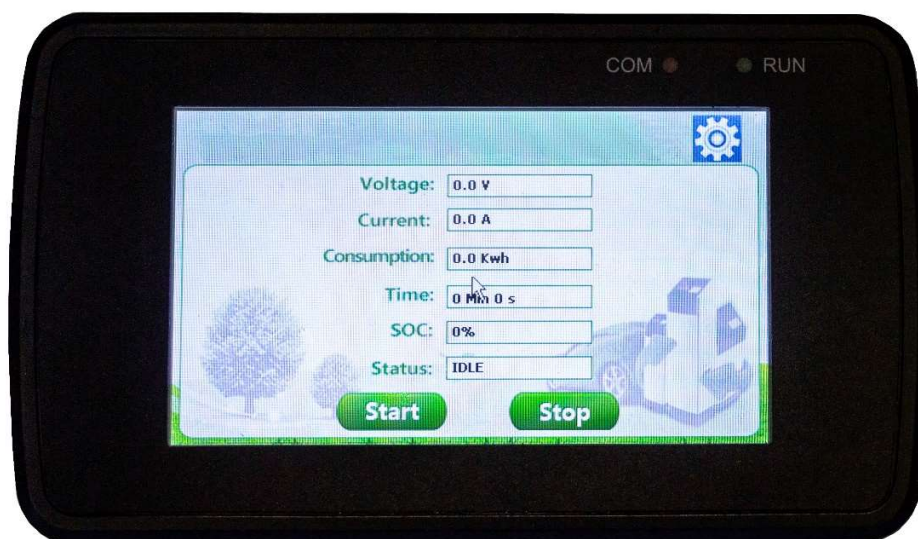 COM RUN
Voltage: 0.0 V
Current: 0.0 A
Consumption: 0.0 Kwh
Time: 0 Min 0 s
SOC: 0%
Status: IDLE
Start Stop